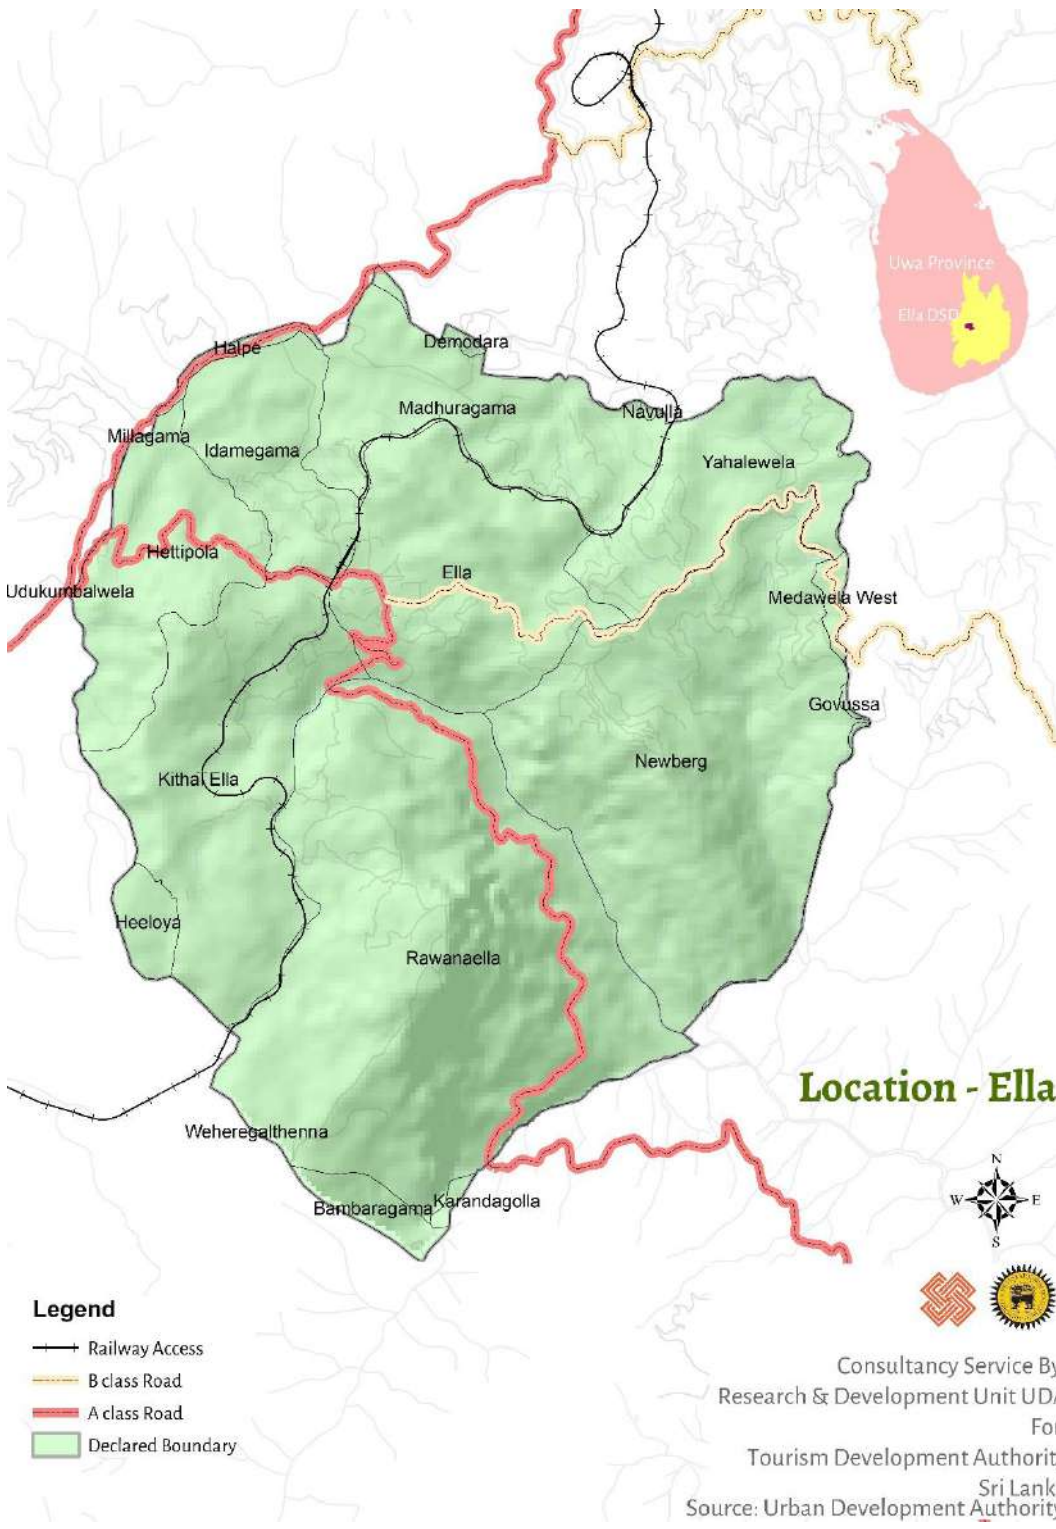 Uwa Province
Ella DSD
Halpe
Demodara
Madhuragama
Navulla
Millagama
Idamegama
Yahalewela
Hettipola
Ella
Udukumbalwela
Medawela West
Govussa
Newberg
Kithal Ella
Heeloya
Rawanaella
Location - Ella
Weheregalthenna
Bambaragama
Karandagolla
N
W
E
S
Legend
Railway Access
B class Road
A class Road
Declared Boundary
Consultancy Service By
Research & Development Unit UDA
For
Tourism Development Authorit
Sri Lank
Source: Urban Development Authority